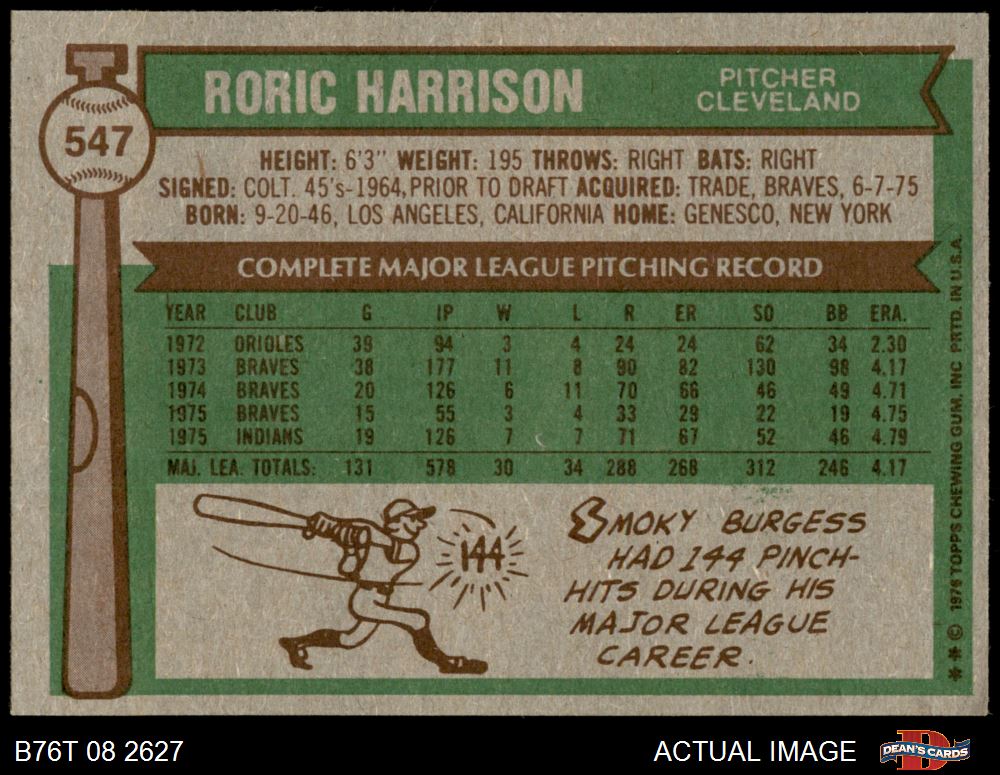 547
RORIC HARRISON
PITCHER
CLEVELAND
HEIGHT: 6'3" WEIGHT: 195 THROWS: RIGHT BATS: RIGHT
SIGNED: COLT. 45's-1964, PRIOR TO DRAFT ACQUIRED: TRADE, BRAVES, 6-7-75
BORN: 9-20-46, LOS ANGELES, CALIFORNIA HOME: GENESCO, NEW YORK
COMPLETE MAJOR LEAGUE PITCHING RECORD
YEAR CLUB G IP W L R ER SO BB ERA.
1972 ORIOLES 39 94 3 4 24 24 62 34 2.30
1973 BRAVES 38 177 11 8 90 82 130 98 4.17
1974 BRAVES 20 126 6 11 70 66 46 49 4.71
1975 BRAVES 15 55 3 4 33 29 22 19 4.75
1975 INDIANS 19 126 7 7 71 67 52 46 4.79
MAJ. LEA. TOTALS: 131 578 30 34 288 268 312 246 4.17
144
SMOKY BURGESS
HAD 144 PINCH-
HITS DURING HIS
MAJOR LEAGUE
CAREER.
** © 1976 TOPPS CHEWING GUM, INC PRTD. IN U.S.A.
B76T 08 2627
ACTUAL IMAGE
DEAN'S CARDS